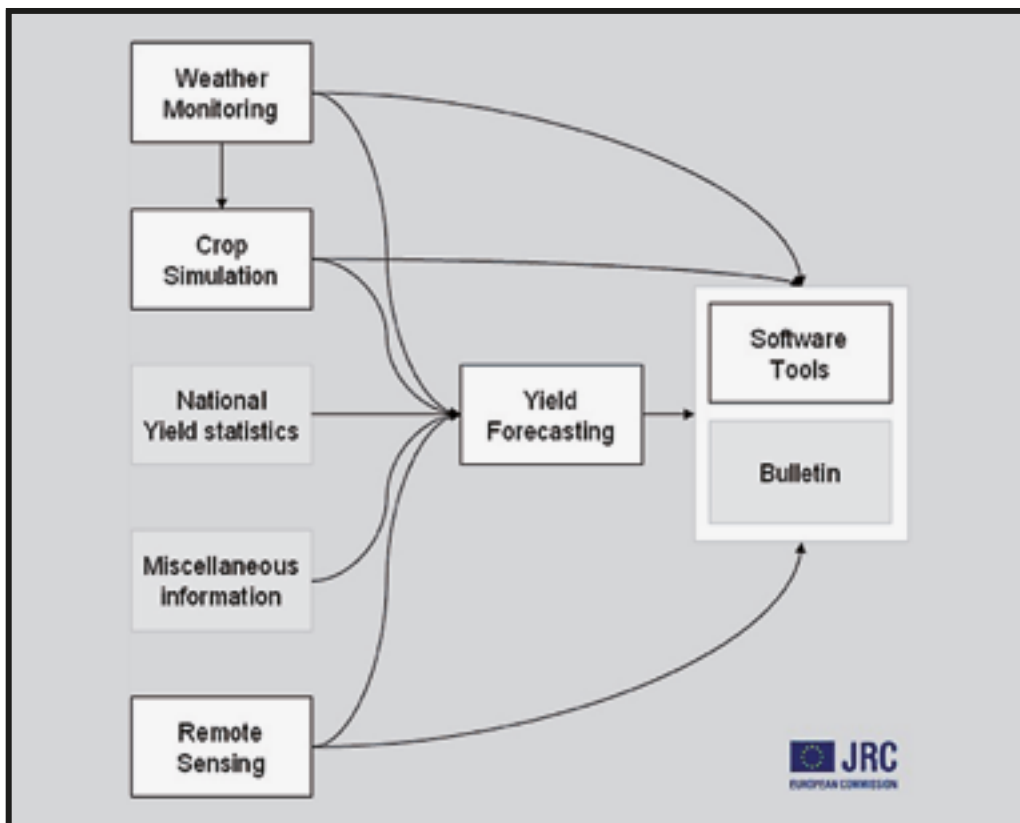 Weather
Monitoring
Crop
Simulation
National
Yield statistics
Miscellaneous
information
Remote
Sensing
Yield
Forecasting
Software
Tools
Bulletin
JRC
EUROPEAN COMMISSION